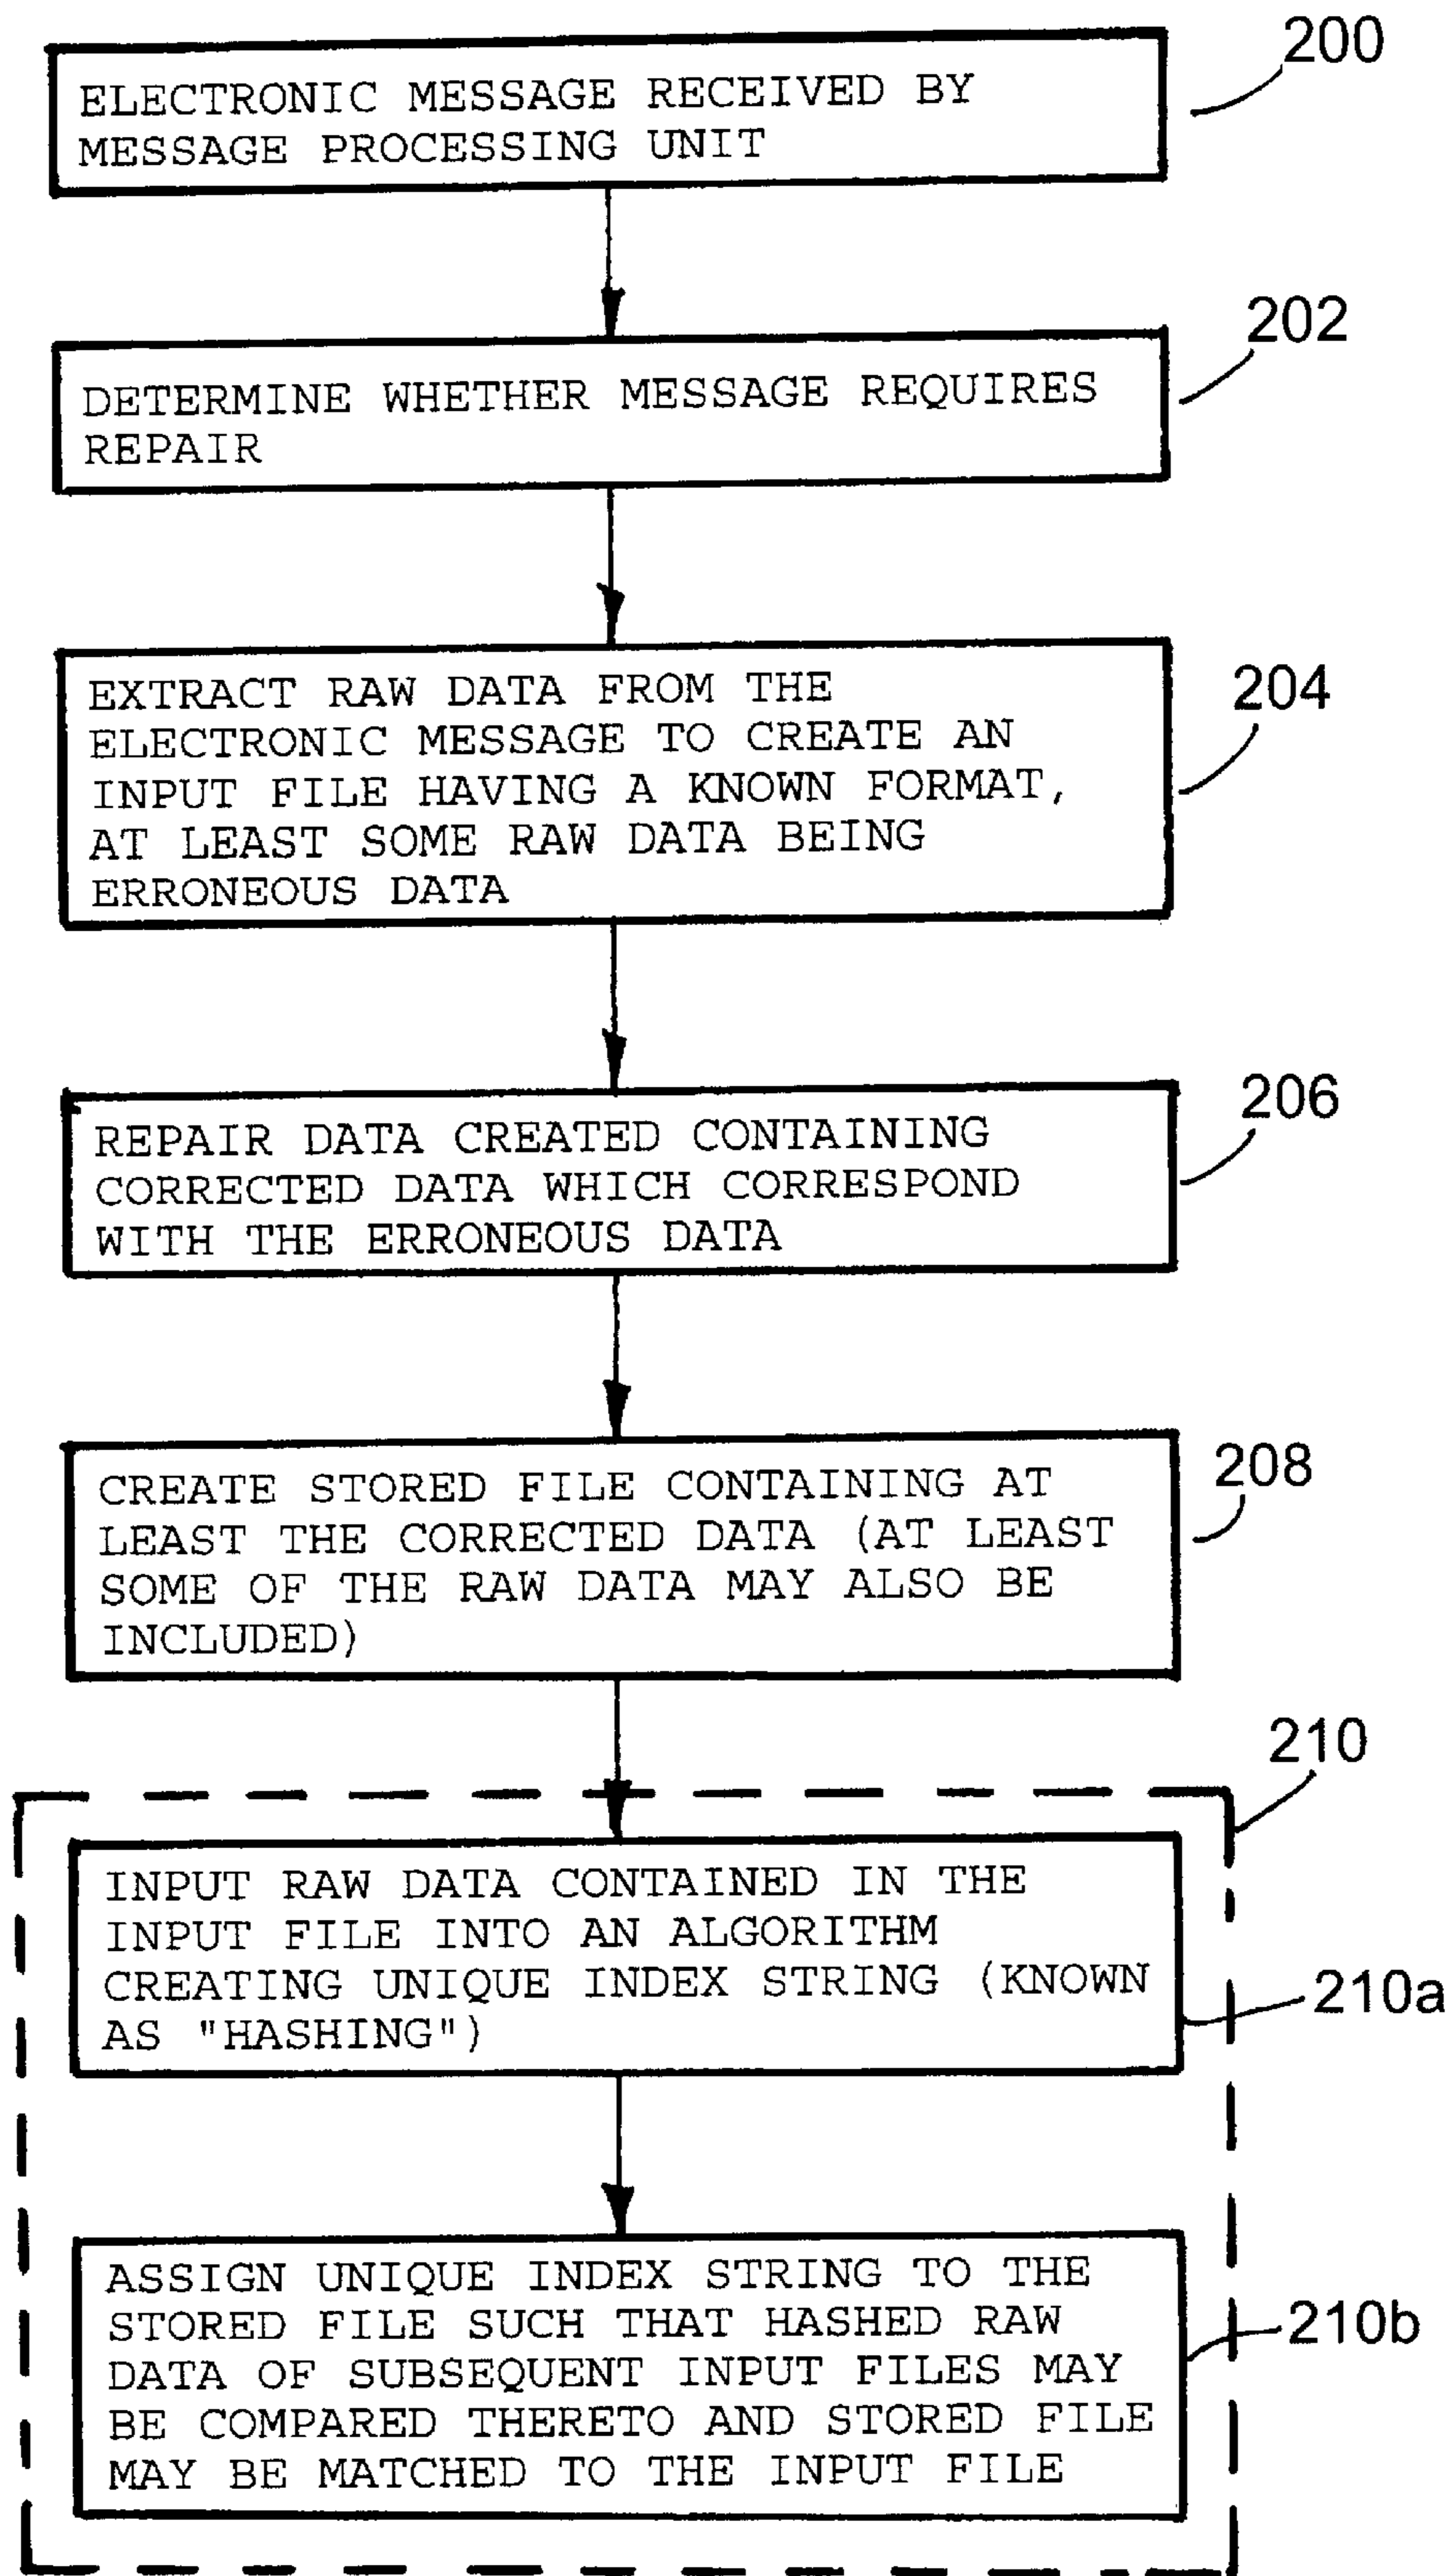 200
ELECTRONIC MESSAGE RECEIVED BY
MESSAGE PROCESSING UNIT
202
DETERMINE WHETHER MESSAGE REQUIRES
REPAIR
204
EXTRACT RAW DATA FROM THE
ELECTRONIC MESSAGE TO CREATE AN
INPUT FILE HAVING A KNOWN FORMAT,
AT LEAST SOME RAW DATA BEING
ERRONEOUS DATA
206
REPAIR DATA CREATED CONTAINING
CORRECTED DATA WHICH CORRESPOND
WITH THE ERRONEOUS DATA
208
CREATE STORED FILE CONTAINING AT
LEAST THE CORRECTED DATA (AT LEAST
SOME OF THE RAW DATA MAY ALSO BE
INCLUDED)
210
INPUT RAW DATA CONTAINED IN THE
INPUT FILE INTO AN ALGORITHM
CREATING UNIQUE INDEX STRING (KNOWN
AS "HASHING")
210a
ASSIGN UNIQUE INDEX STRING TO THE
STORED FILE SUCH THAT HASHED RAW
DATA OF SUBSEQUENT INPUT FILES MAY
BE COMPARED THERETO AND STORED FILE
MAY BE MATCHED TO THE INPUT FILE
210b